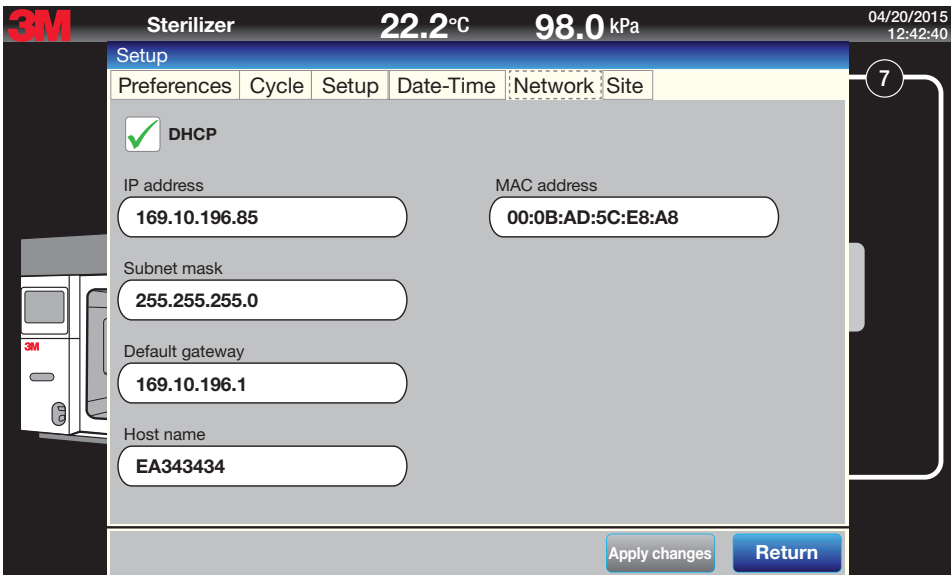 3M
Sterilizer
22.2°C
98.0 kPa
04/20/2015
12:42:40
Setup
Preferences Cycle Setup Date-Time Network Site
7
DHCP
IP address
MAC address
169.10.196.85
00:0B:AD:5C:E8:A8
Subnet mask
255.255.255.0
3M
Default gateway
169.10.196.1
Host name
EA343434
Apply changes
Return